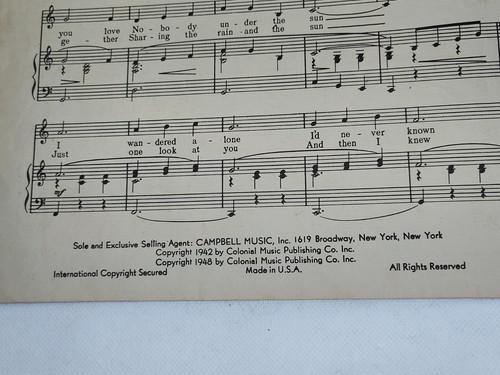 you love No - bo - dy un - der the sun
ge - ther Shar - ing the rain - and the sun
I wan - dered a - lone I'd ne - ver known
Just one look at you And then I knew
mf
Sole and Exclusive Selling Agent: CAMPBELL MUSIC, Inc. 1619 Broadway, New York, New York
Copyright 1942 by Colonial Music Publishing Co. Inc.
Copyright 1948 by Colonial Music Publishing Co. Inc.
International Copyright Secured Made in U.S.A. All Rights Reserved